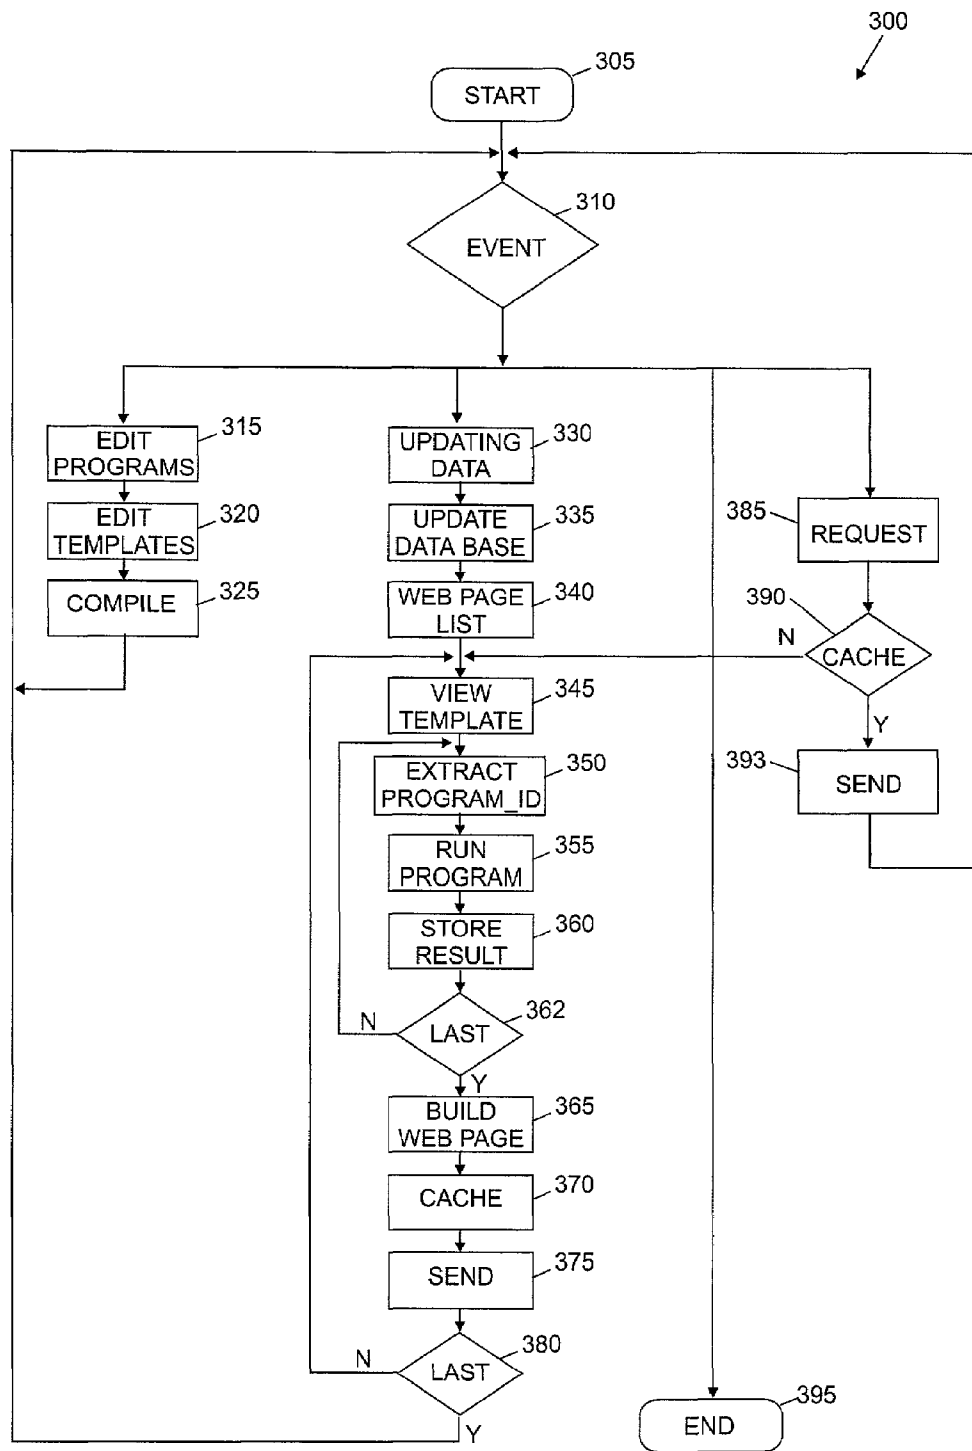 300
305
START
310
EVENT
315
EDIT
PROGRAMS
320
EDIT
TEMPLATES
325
COMPILE
330
UPDATING
DATA
335
UPDATE
DATA BASE
340
WEB PAGE
LIST
345
VIEW
TEMPLATE
350
EXTRACT
PROGRAM_ID
355
RUN
PROGRAM
360
STORE
RESULT
362
LAST
N
Y
365
BUILD
WEB PAGE
370
CACHE
375
SEND
380
LAST
N
Y
385
REQUEST
390
CACHE
N
Y
393
SEND
395
END